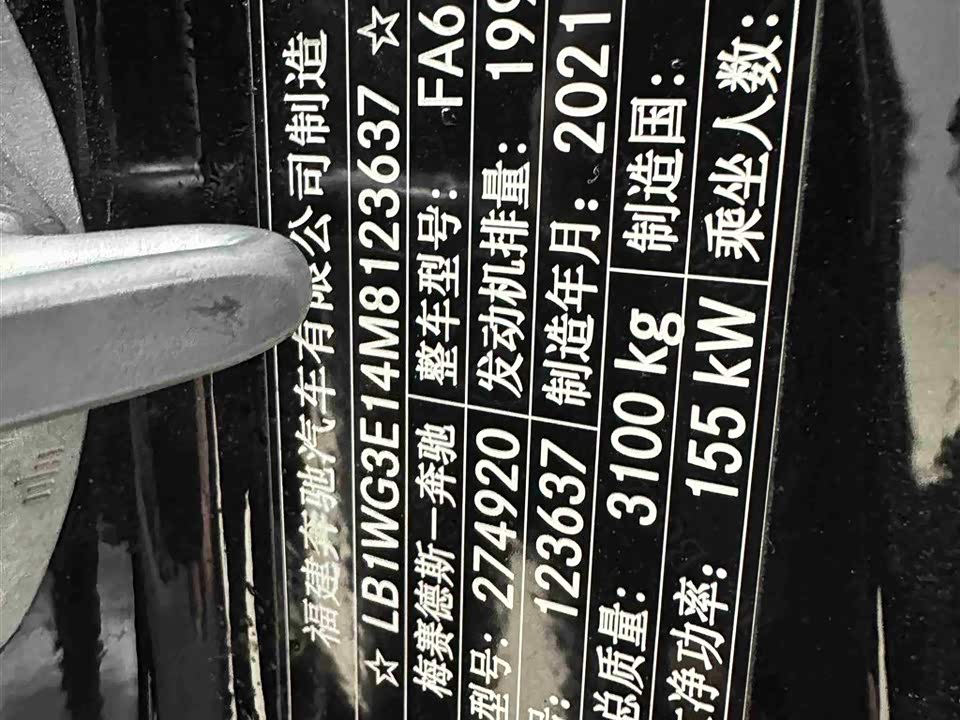 福建奔驰汽车有限公司制造
☆ LB1WG3E14M8123637 ☆
梅赛德斯—奔驰 整车型号: FA6
型号: 274920 发动机排量: 199
号: 123637 制造年月: 2021
总质量: 3100 kg 制造国:
净功率: 155 kW 乘坐人数: